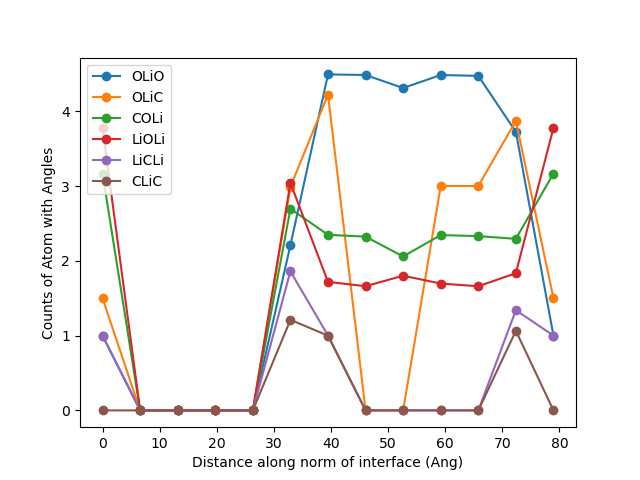 OLiO
OLiC
COLi
LiOLi
LiCLi
CLiC
Counts of Atom with Angles
4
3
2
1
0
0 10 20 30 40 50 60 70 80
Distance along norm of interface (Ang)